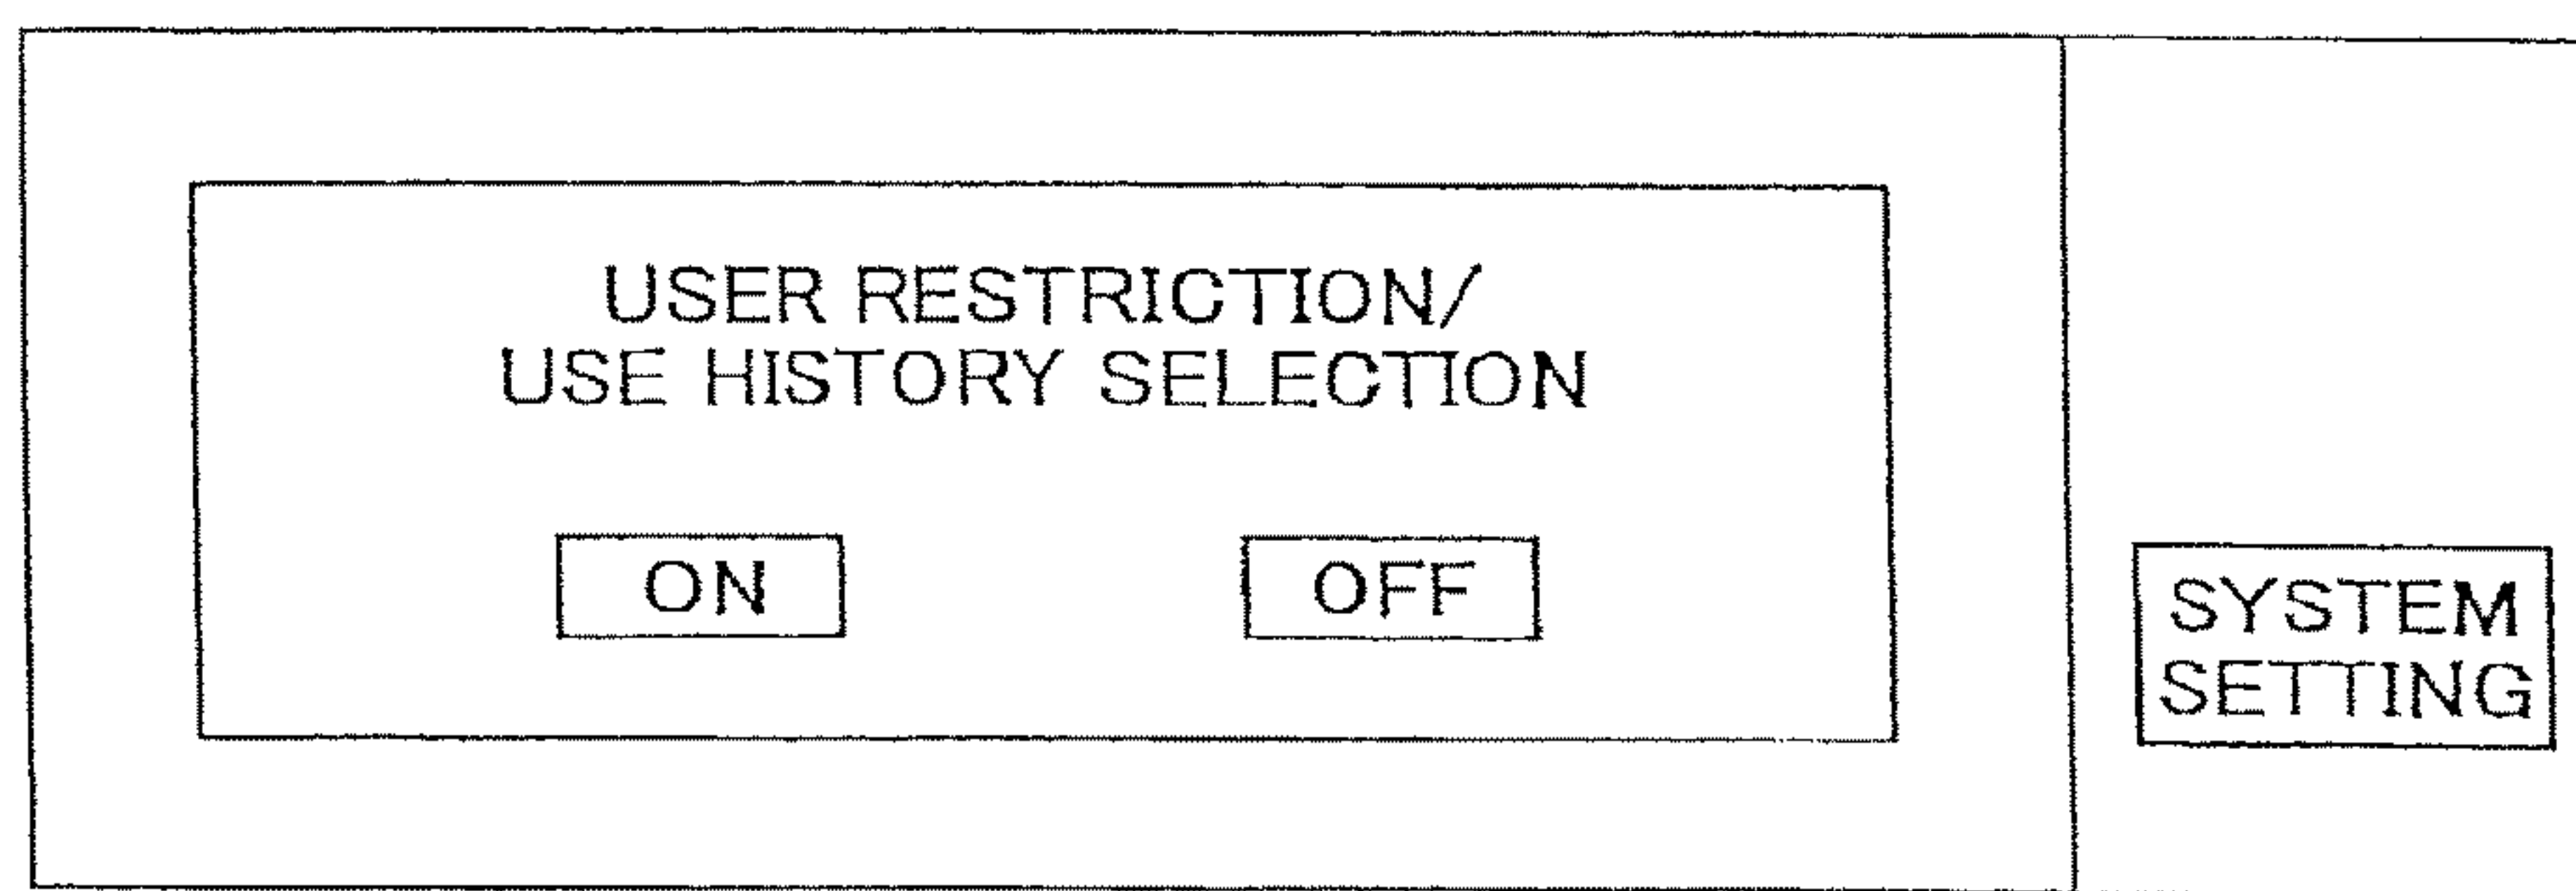 USER RESTRICTION/
USE HISTORY SELECTION
ON
OFF
SYSTEM
SETTING